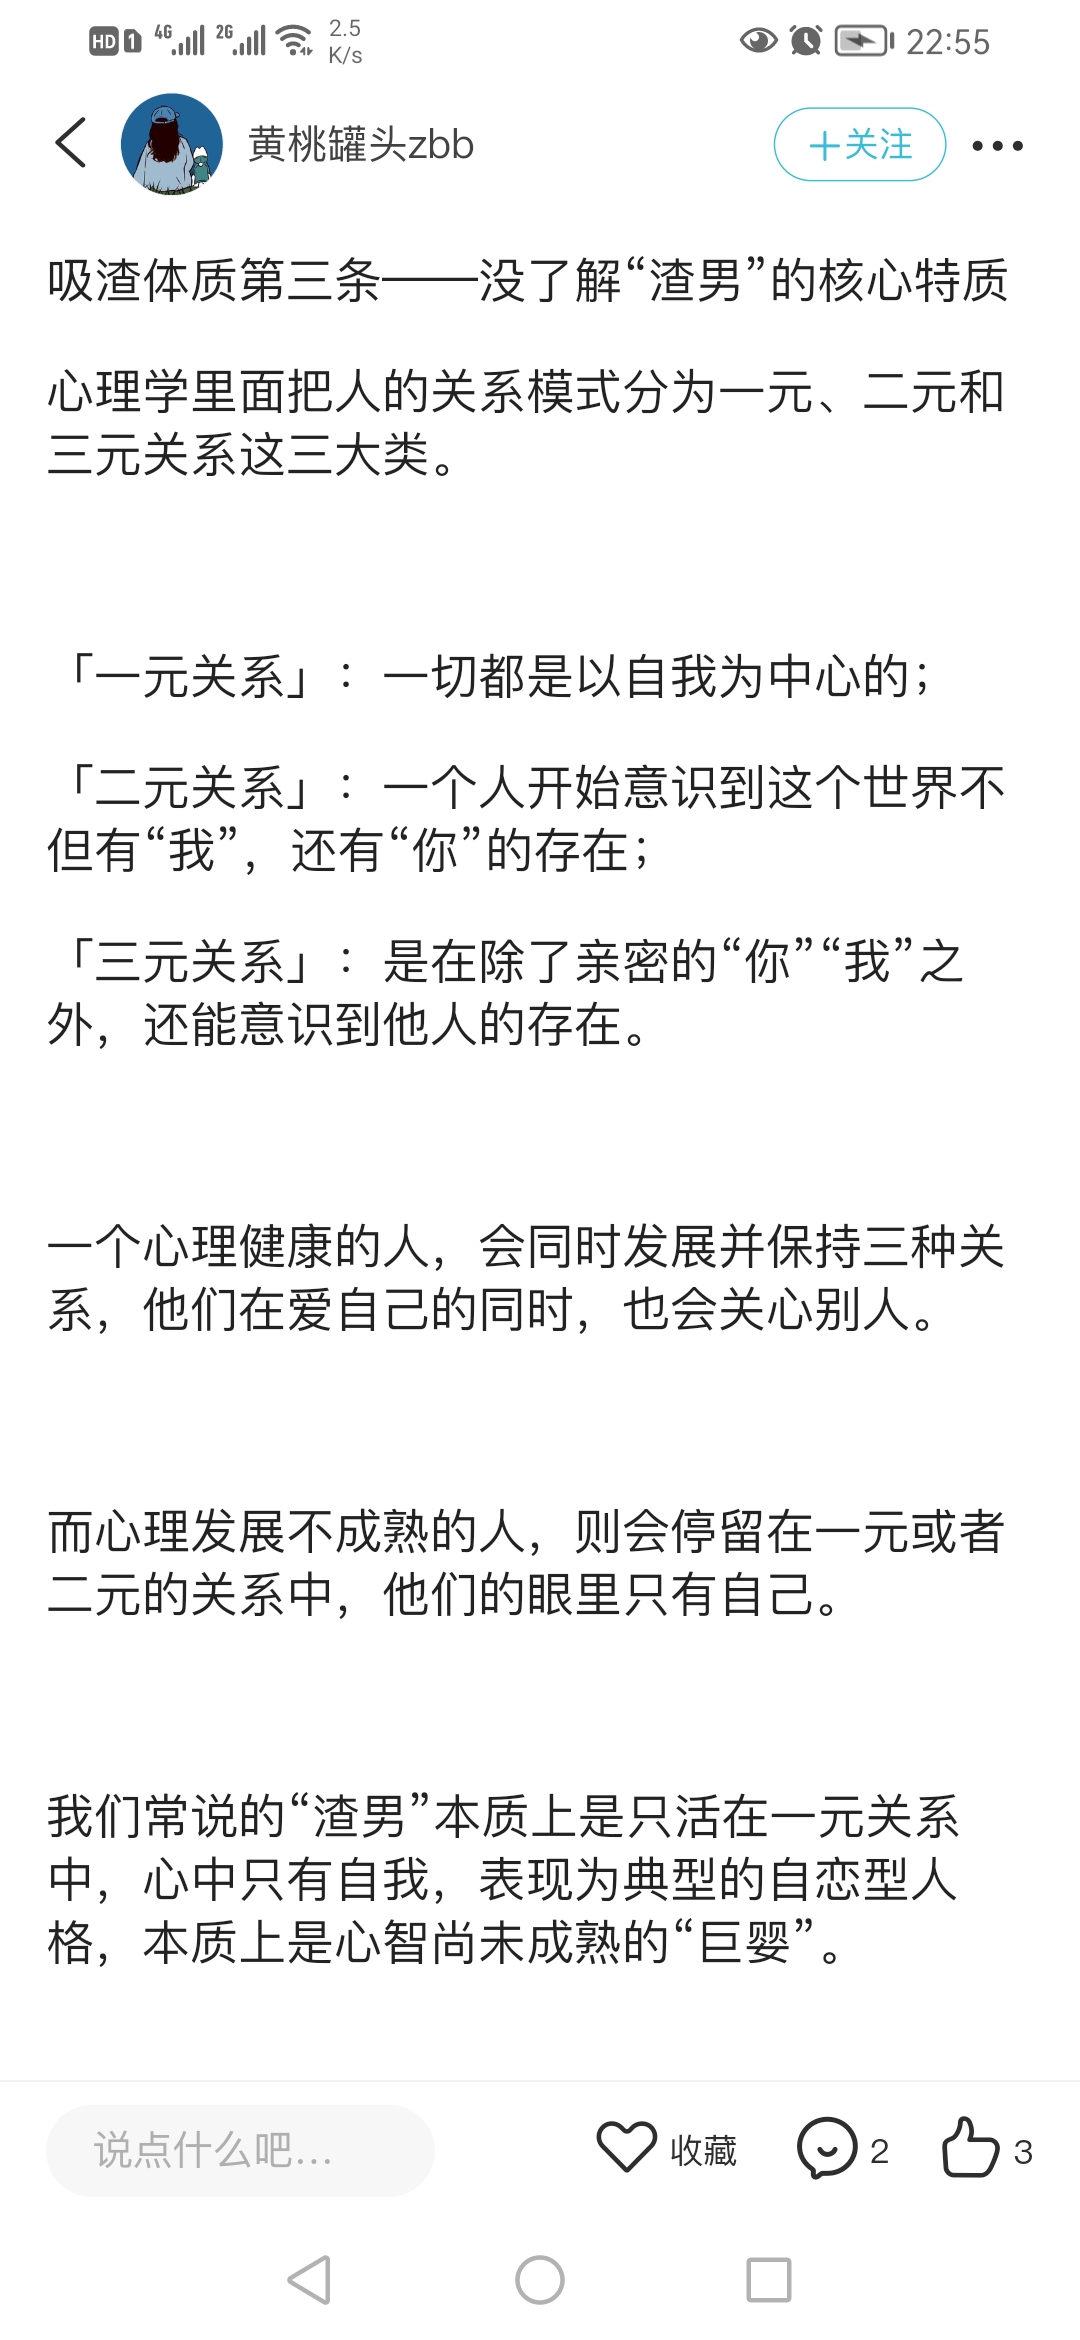 HD 1 4G 2G 2.5 K/s 22:55
黄桃罐头zbb +关注
吸渣体质第三条——没了解“渣男”的核心特质
心理学里面把人的关系模式分为一元、二元和
三元关系这三大类。
「一元关系」：一切都是以自我为中心的；
「二元关系」：一个人开始意识到这个世界不
但有“我”，还有“你”的存在；
「三元关系」：是在除了亲密的“你”“我”之
外，还能意识到他人的存在。
一个心理健康的人，会同时发展并保持三种关
系，他们在爱自己的同时，也会关心别人。
而心理发展不成熟的人，则会停留在一元或者
二元的关系中，他们的眼里只有自己。
我们常说的“渣男”本质上是只活在一元关系
中，心中只有自我，表现为典型的自恋型人
格，本质上是心智尚未成熟的“巨婴”。
说点什么吧... 收藏 2 3